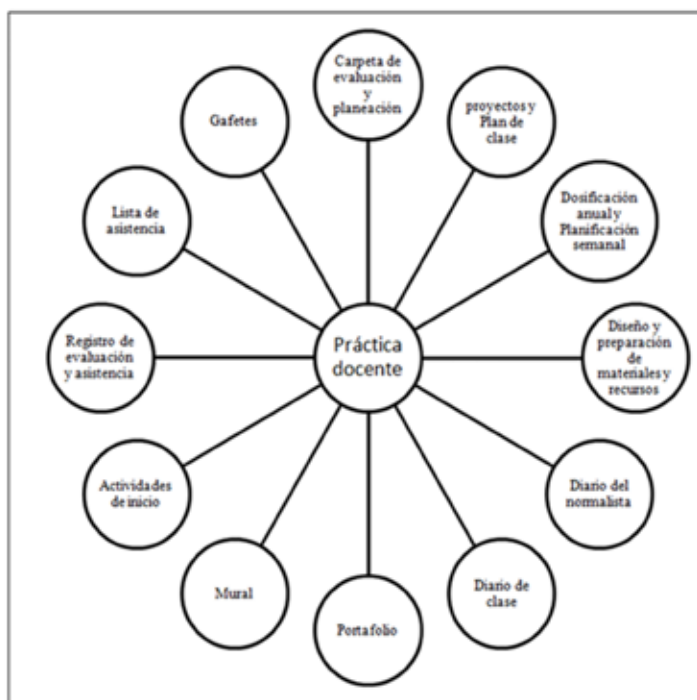 Carpeta de
evaluación
y
planeación
proyectos y
Plan de
clase
Dosificación
anual y
Planificación
semanal
Diseño y
preparación
de
materiales y
recursos
Diario del
normalista
Diario de
clase
Portafolio
Mural
Actividades
de inicio
Registro de
evaluación
y asistencia
Lista de
asistencia
Gafetes
Práctica
docente